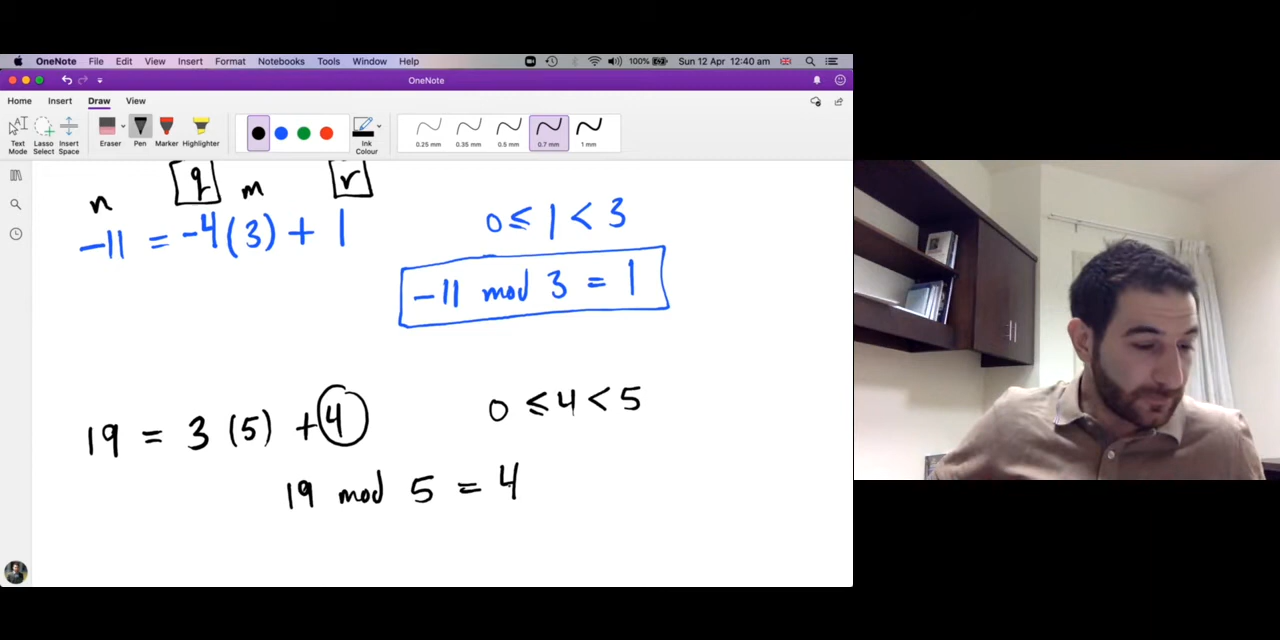 OneNote File Edit View Insert Format Notebooks Tools Window Help 100% Sun 12 Apr 12:40 am
OneNote
Home Insert Draw View
Text Mode Lasso Select Insert Space Eraser Pen Marker Highlighter Ink Colour 0.25 mm 0.35 mm 0.5 mm 0.7 mm 1 mm
n q m r
-11 = -4(3) + 1
0 ≤ 1 < 3
-11 mod 3 = 1
19 = 3 (5) + 4
0 ≤ 4 < 5
19 mod 5 = 4